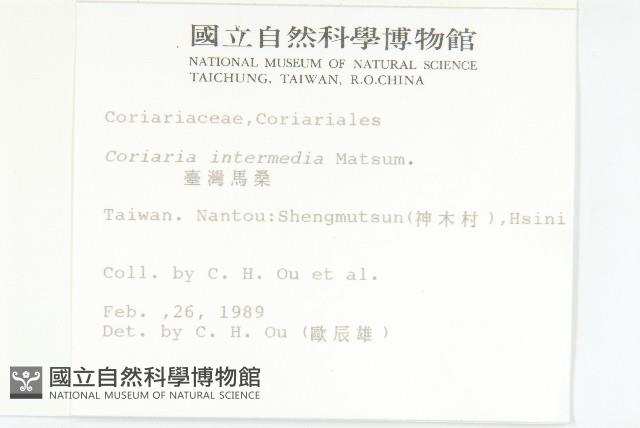 國立自然科學博物館
NATIONAL MUSEUM OF NATURAL SCIENCE
TAICHUNG, TAIWAN, R.O.CHINA
Coriariaceae,Coriariales
Coriaria intermedia Matsum.
臺灣馬桑
Taiwan. Nantou:Shengmutsun(神木村),Hsini
Coll. by C. H. Ou et al.
Feb. ,26, 1989
Det. by C. H. Ou (歐辰雄)
國立自然科學博物館
NATIONAL MUSEUM OF NATURAL SCIENCE